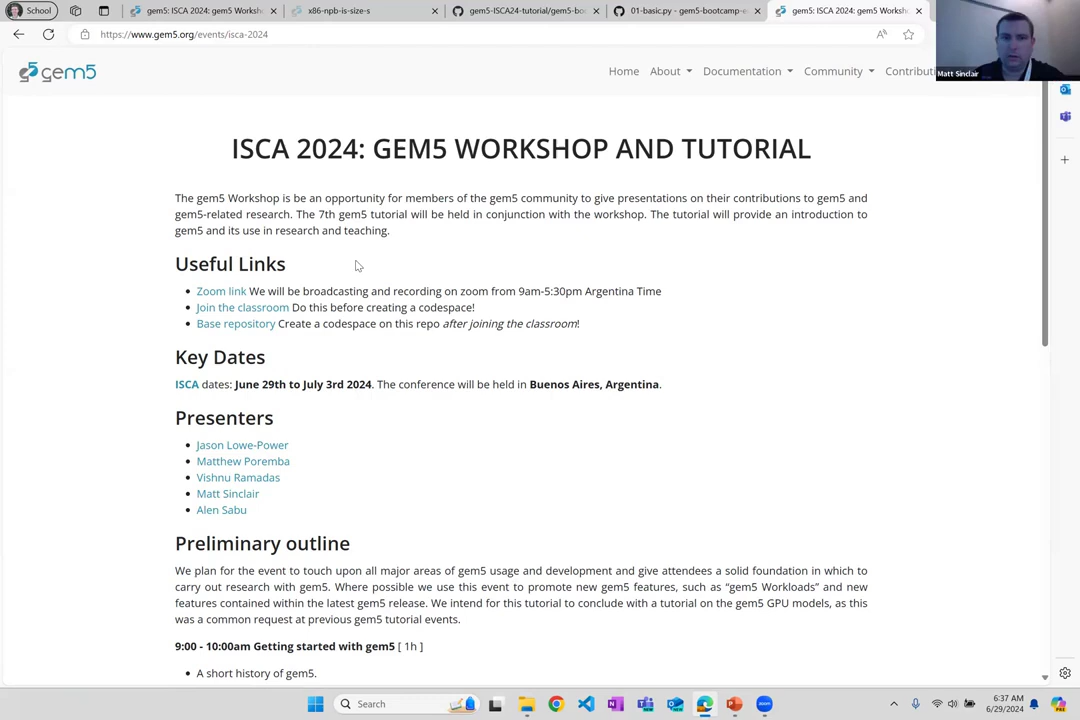 School
gem5: ISCA 2024: gem5 Worksh
x86-npb-is-size-s
gem5-ISCA24-tutorial/gem5-bo
01-basic.py - gem5-bootcamp-e
gem5: ISCA 2024: gem5 Worksh
https://www.gem5.org/events/isca-2024
Matt Sinclair
gem5
Home
About
Documentation
Community
Contributi
ISCA 2024: GEM5 WORKSHOP AND TUTORIAL
The gem5 Workshop is be an opportunity for members of the gem5 community to give presentations on their contributions to gem5 and
gem5-related research. The 7th gem5 tutorial will be held in conjunction with the workshop. The tutorial will provide an introduction to
gem5 and its use in research and teaching.
Useful Links
Zoom link We will be broadcasting and recording on zoom from 9am-5:30pm Argentina Time
Join the classroom Do this before creating a codespace!
Base repository Create a codespace on this repo after joining the classroom!
Key Dates
ISCA dates: June 29th to July 3rd 2024. The conference will be held in Buenos Aires, Argentina.
Presenters
Jason Lowe-Power
Matthew Poremba
Vishnu Ramadas
Matt Sinclair
Alen Sabu
Preliminary outline
We plan for the event to touch upon all major areas of gem5 usage and development and give attendees a solid foundation in which to
carry out research with gem5. Where possible we use this event to promote new gem5 features, such as “gem5 Workloads” and new
features contained within the latest gem5 release. We intend for this tutorial to conclude with a tutorial on the gem5 GPU models, as this
was a common request at previous gem5 tutorial events.
9:00 - 10:00am Getting started with gem5 [ 1h ]
A short history of gem5.
Search
6:37 AM
6/29/2024